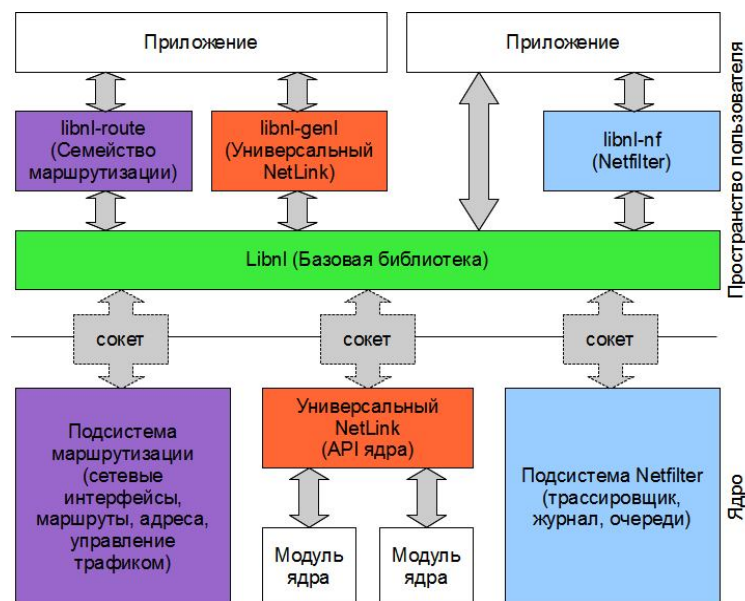 Приложение
Приложение
libnl-route
(Семейство
маршрутизации)
libnl-genl
(Универсальный
NetLink)
libnl-nf
(Netfilter)
Libnl (Базовая библиотека)
Пространство пользователя
сокет
сокет
сокет
Подсистема
маршрутизации
(сетевые
интерфейсы,
маршруты, адреса,
управление
трафиком)
Универсальный
NetLink
(API ядра)
Модуль
ядра
Модуль
ядра
Подсистема Netfilter
(трассировщик,
журнал, очереди)
Ядро